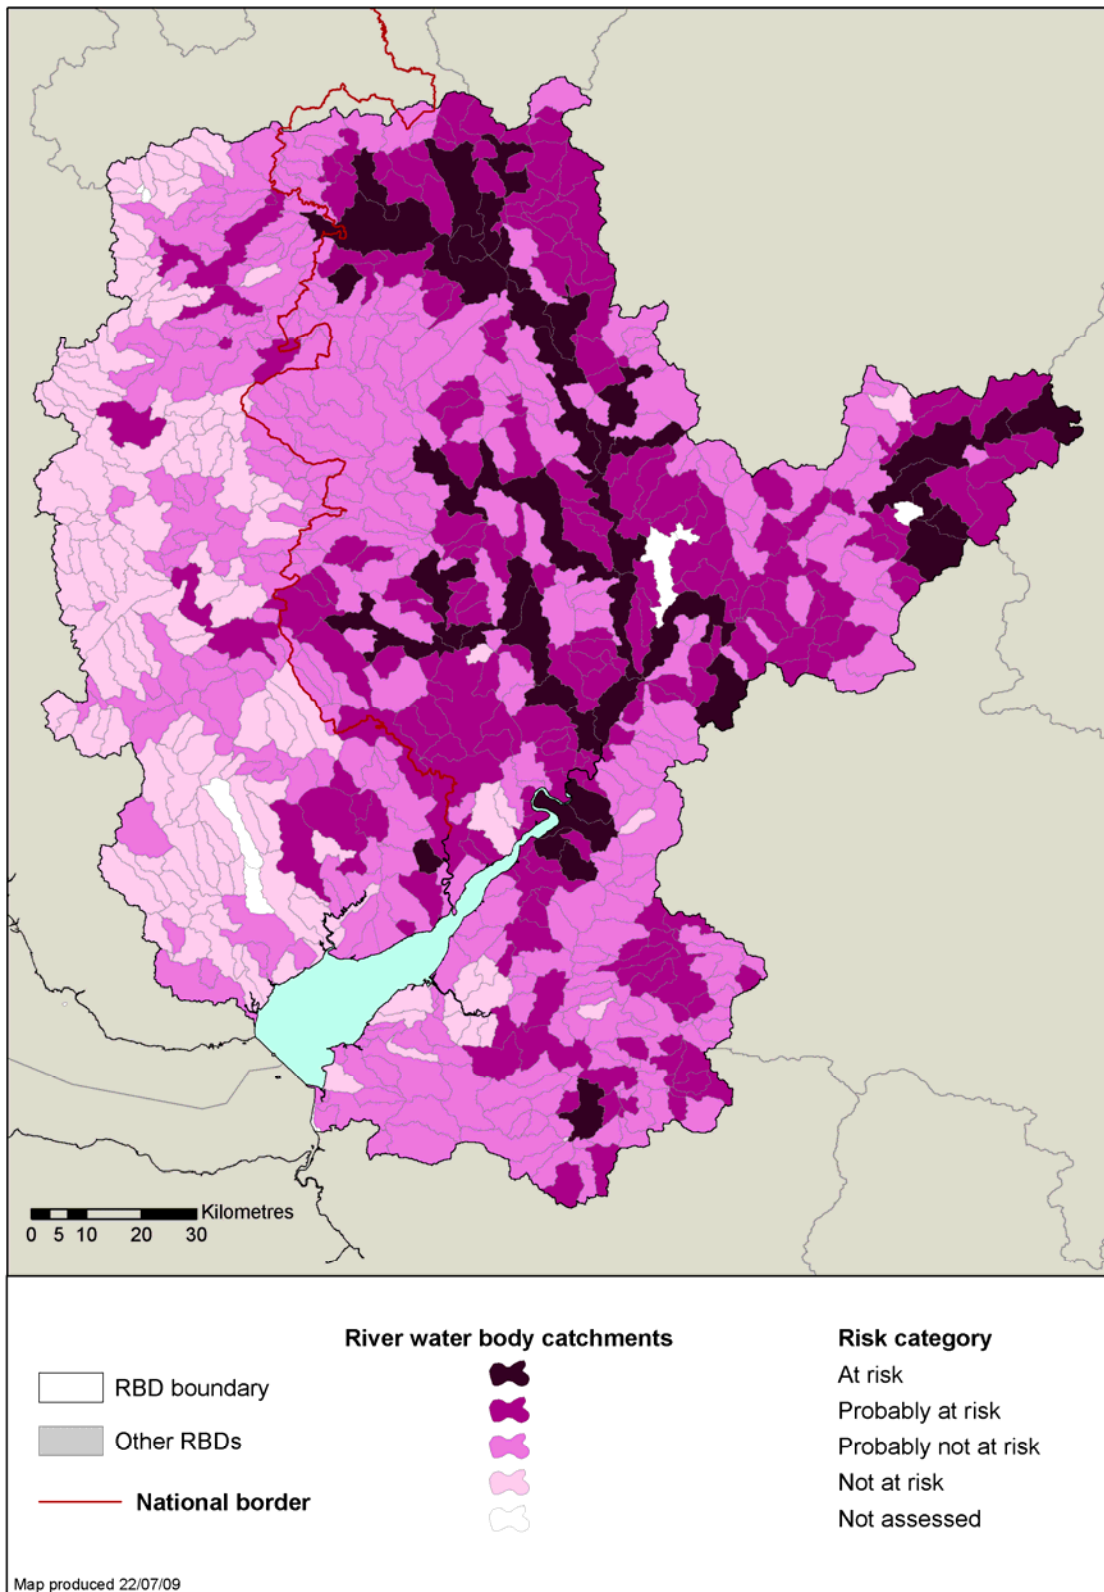 Kilometres
0 5 10 20 30
River water body catchments
Risk category
RBD boundary
Other RBDs
National border
At risk
Probably at risk
Probably not at risk
Not at risk
Not assessed
Map produced 22/07/09